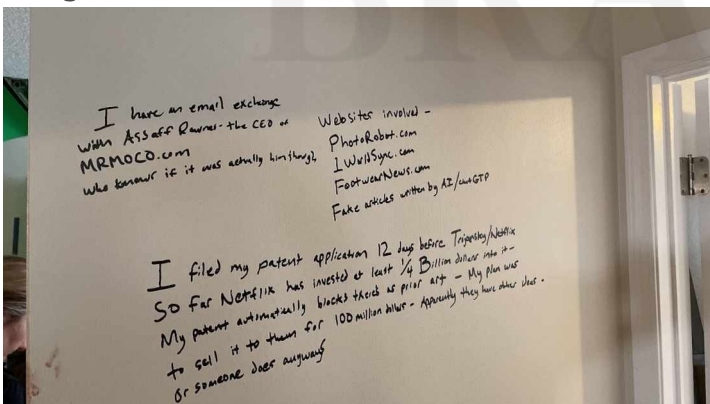 BRA
I have an email exchange
with Assaff Rawner - the CEO of
MRMOCO.com
who knows if it was actually him though,
Websites involved -
PhotoRobot.com
1WorldSync.com
FootwearNews.com
Fake articles written by AI/chatGTP
I filed my patent application 12 days before /Netflix
So far Netflix has invested at least 1/4 Billion dollars into it -
My patent automatically blocks theirs as prior art - My plan was
to sell it to them for 100 million dollars - Apparently they have other ideas.
Or someone does anyways